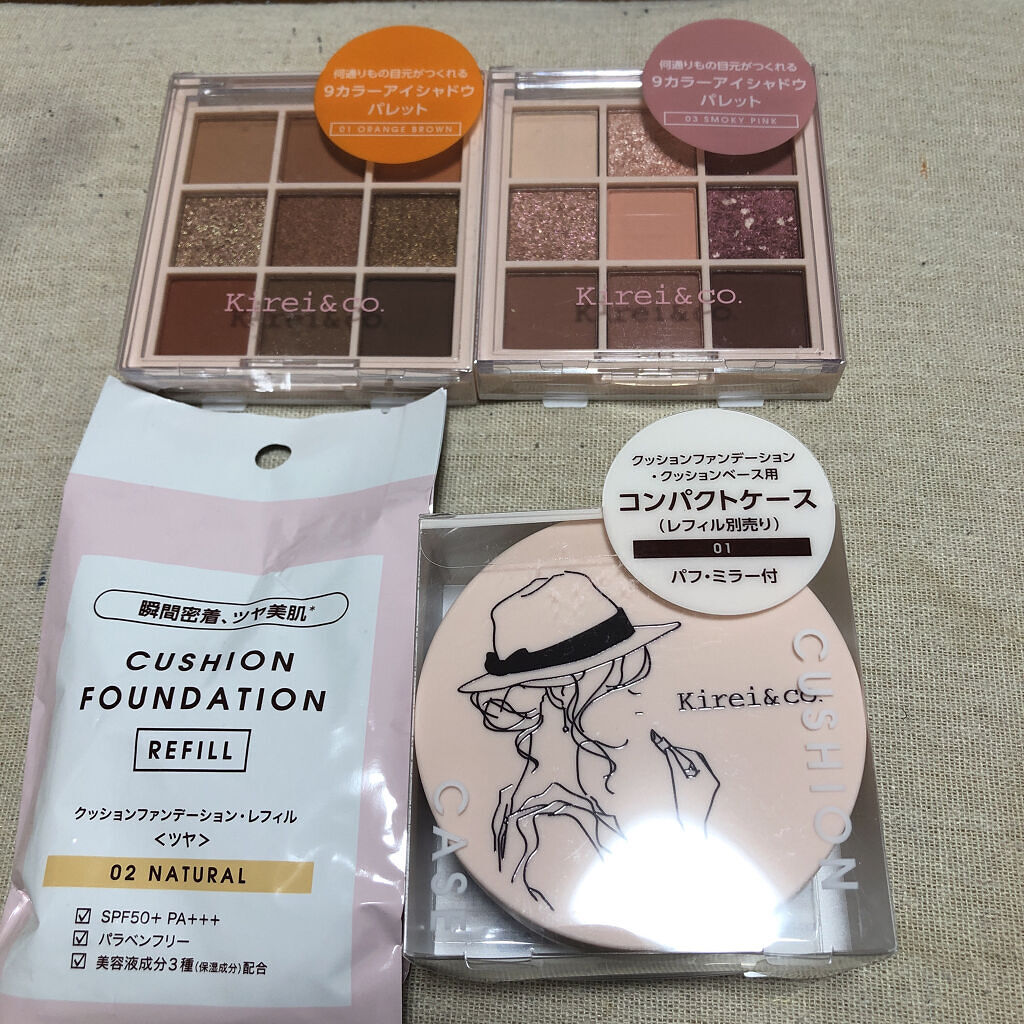 何通りもの目元がつくれる
9カラーアイシャドウ
パレット
01 ORANGE BROWN
Kirei&co.
何通りもの目元がつくれる
9カラーアイシャドウ
パレット
03 SMOKY PINK
Kirei&co.
瞬間密着、ツヤ美肌*
CUSHION
FOUNDATION
REFILL
クッションファンデーション・レフィル
<ツヤ>
02 NATURAL
SPF50+ PA+++
パラベンフリー
美容液成分3種(保湿成分)配合
クッションファンデーション
・クッションベース用
コンパクトケース
(レフィル別売り)
01
パフ・ミラー付
Kirei&co.
CUSHION
CASE